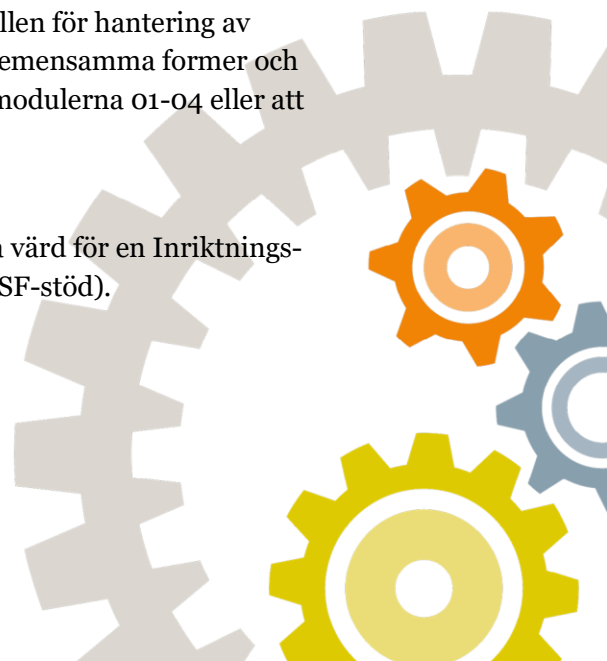 llen för hantering av
emensamma former och
modulerna 01-04 eller att
värd för en Inriktnings-
SF-stöd).